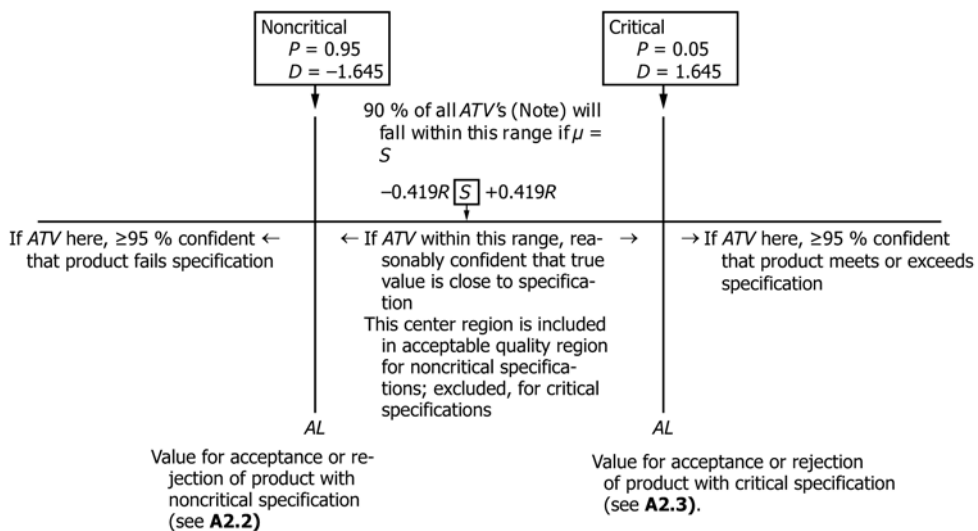 Noncritical
P = 0.95
D = –1.645
Critical
P = 0.05
D = 1.645
90 % of all ATV's (Note) will
fall within this range if μ =
S
−0.419R S +0.419R
If ATV here, ≥95 % confident ←
that product fails specification
← If ATV within this range, rea- →
sonably confident that true
value is close to specifica-
tion
This center region is included
in acceptable quality region
for noncritical specifica-
tions; excluded, for critical
specifications
→ If ATV here, ≥95 % confident
that product meets or exceeds
specification
AL
Value for acceptance or re-
jection of product with
noncritical specification
(see A2.2)
AL
Value for acceptance or rejection
of product with critical specification
(see A2.3).